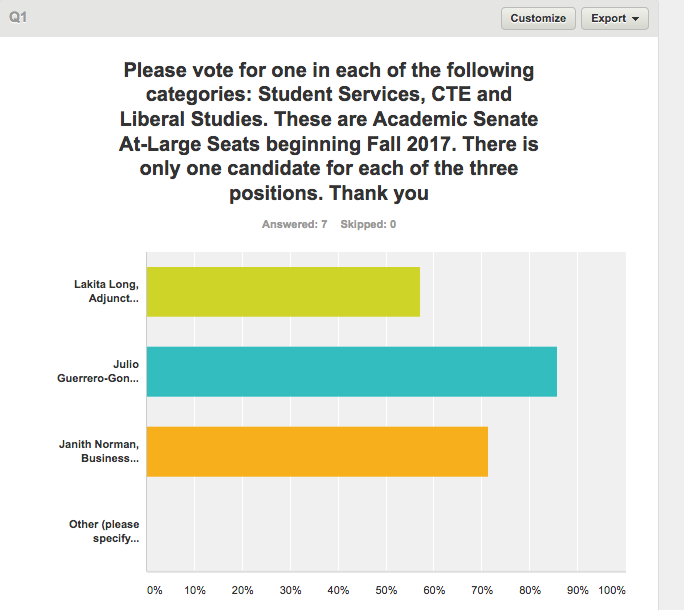 Q1
Customize
Export
Please vote for one in each of the following
categories: Student Services, CTE and
Liberal Studies. These are Academic Senate
At-Large Seats beginning Fall 2017. There is
only one candidate for each of the three
positions. Thank you
Answered: 7 Skipped: 0
Lakita Long,
Adjunct...
Julio
Guerrero-Gon...
Janith Norman,
Business...
Other (please
specify...
0% 10% 20% 30% 40% 50% 60% 70% 80% 90% 100%